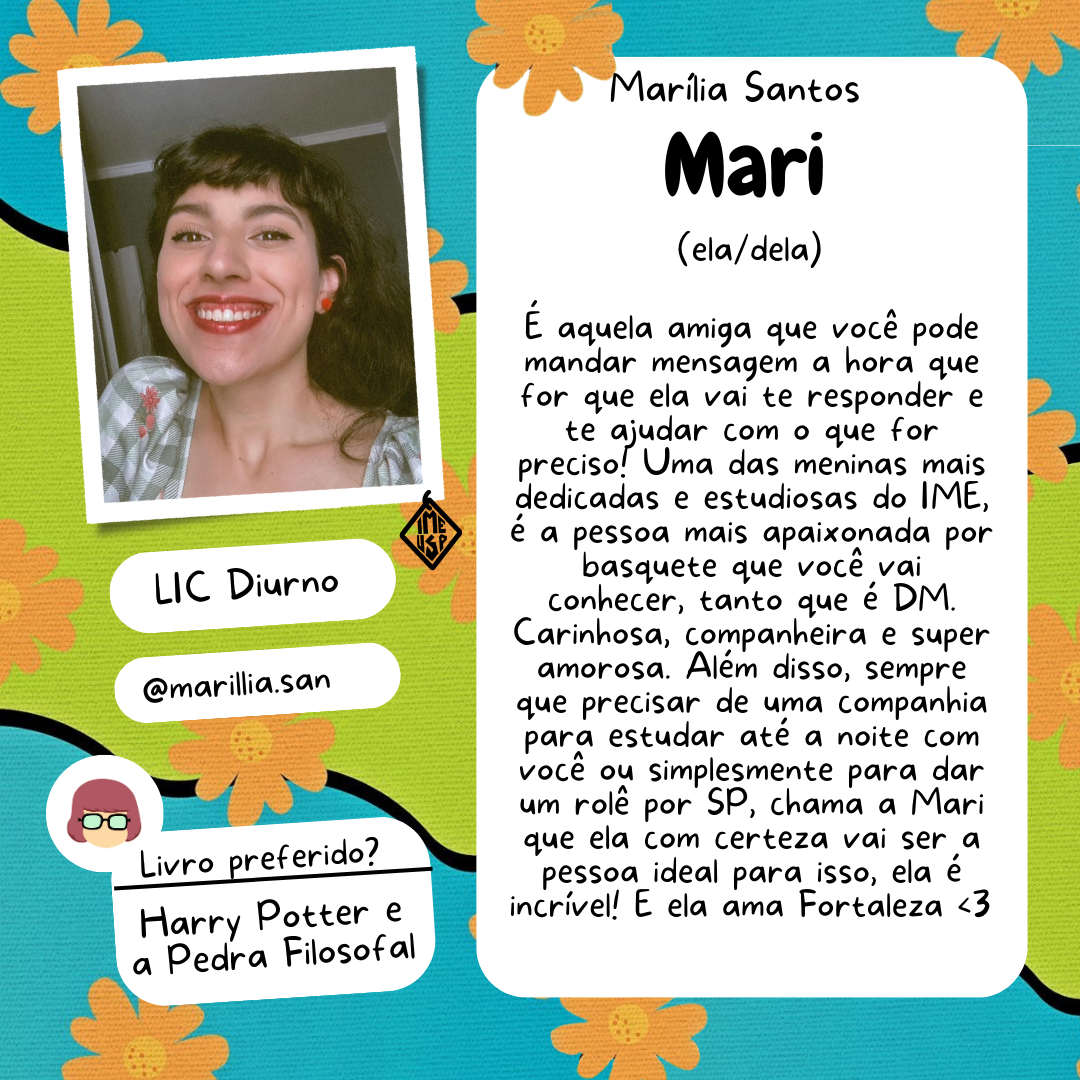 Marília Santos
Mari
(ela/dela)
É aquela amiga que você pode
mandar mensagem a hora que
for que ela vai te responder e
te ajudar com o que for
preciso! Uma das meninas mais
dedicadas e estudiosas do IME,
é a pessoa mais apaixonada por
basquete que você vai
conhecer, tanto que é DM.
Carinhosa, companheira e super
amorosa. Além disso, sempre
que precisar de uma companhia
para estudar até a noite com
você ou simplesmente para dar
um rolê por SP, chama a Mari
que ela com certeza vai ser a
pessoa ideal para isso, ela é
incrível! E ela ama Fortaleza <3
IME
USP
LIC Diurno
@marillia.san
Livro preferido?
Harry Potter e
a Pedra Filosofal